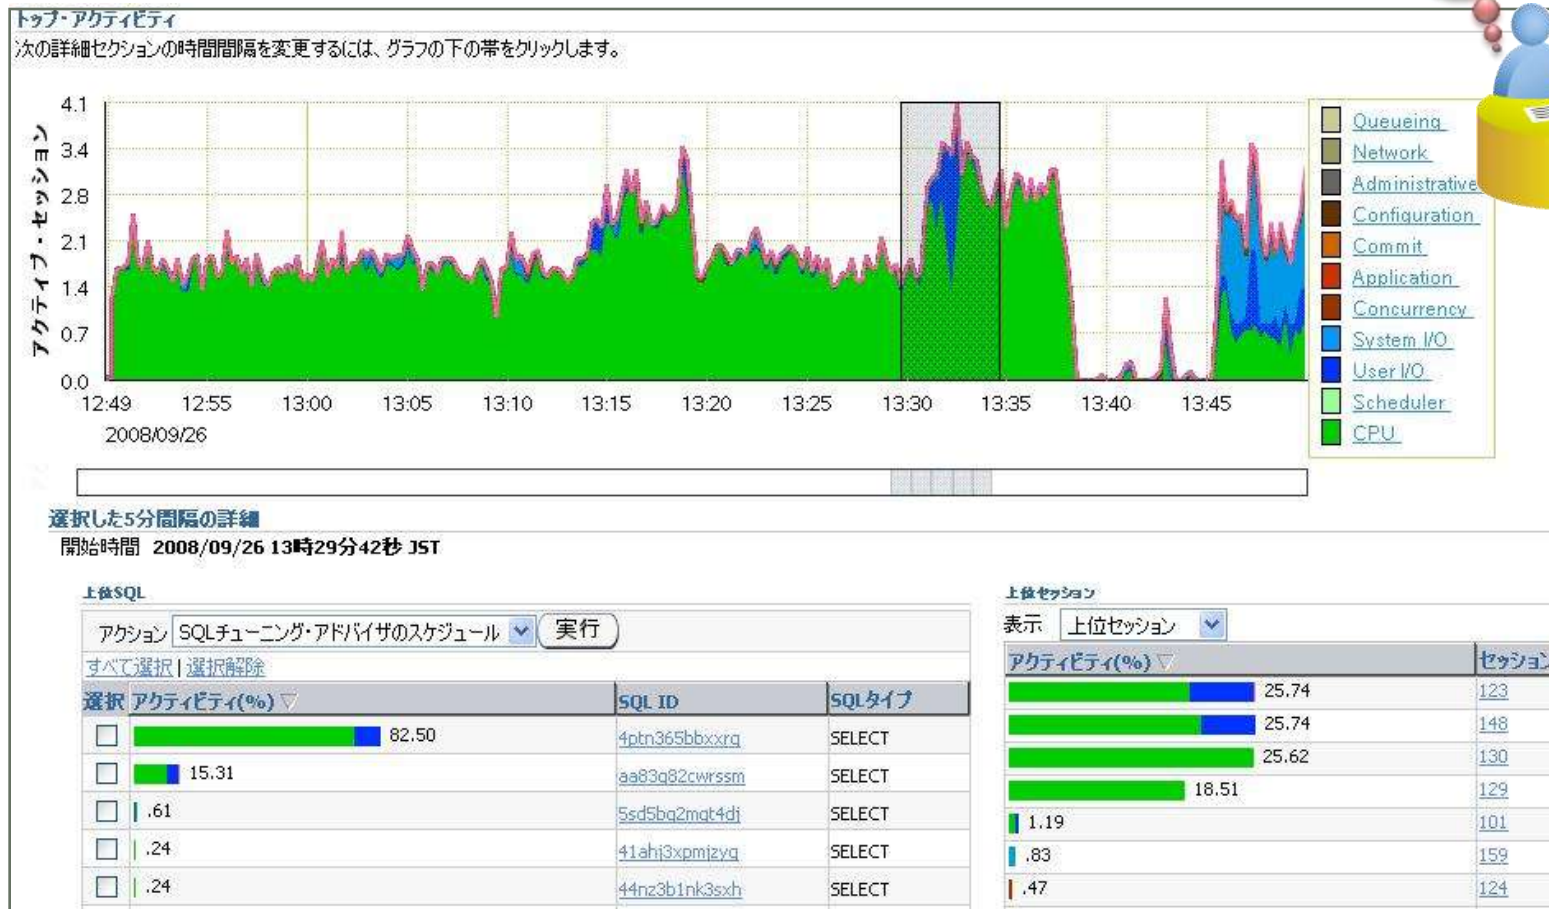 トップ・アクティビティ
次の詳細セクションの時間間隔を変更するには、グラフの下の帯をクリックします。
アクティブ・セッション
4.1
3.4
2.8
2.1
1.4
0.7
0.0
12:49 12:55 13:00 13:05 13:10 13:15 13:20 13:25 13:30 13:35 13:40 13:45
2008/09/26
Queueing
Network
Administrative
Configuration
Commit
Application
Concurrency
System I/O
User I/O
Scheduler
CPU
選択した5分間隔の詳細
開始時間 2008/09/26 13時29分42秒 JST
上位SQL
アクション SQLチューニング・アドバイザのスケジュール 実行
すべて選択 | 選択解除
選択 アクティビティ(%) SQL ID SQLタイプ
82.50 4ptn365bbxxrq SELECT
15.31 aa83q82cwrssm SELECT
.61 5sd5bq2mqt4dj SELECT
.24 41ahj3xpmjzyq SELECT
.24 44nz3b1nk3sxh SELECT
上位セッション
表示 上位セッション
アクティビティ(%) セッション
25.74 123
25.74 148
25.62 130
18.51 129
1.19 101
.83 159
.47 124